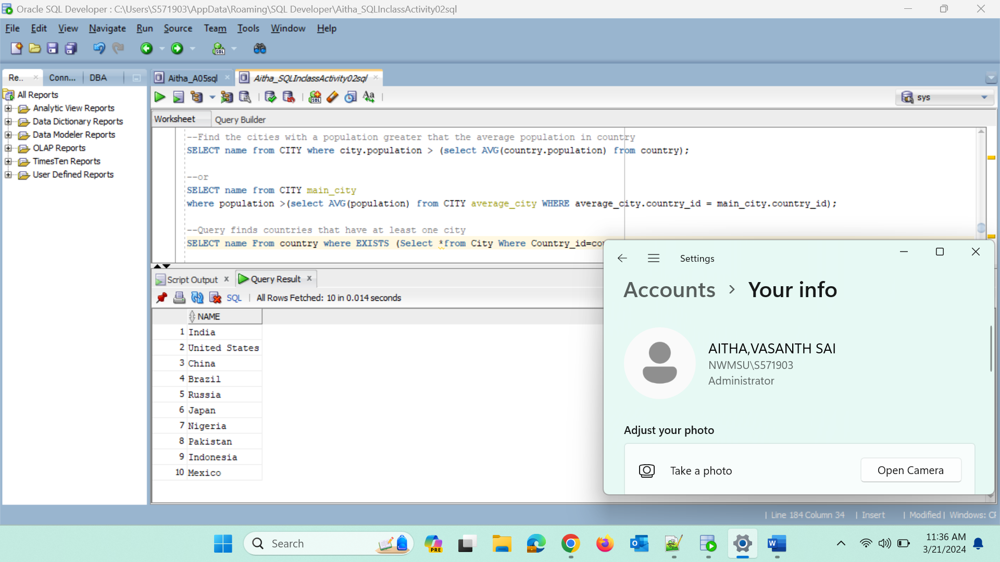 Oracle SQL Developer : C:\Users\S571903\AppData\Roaming\SQL Developer\Aitha_SQLInclassActivity02sql
File Edit View Navigate Run Source Team Tools Window Help
Re.. Conn... DBA
Aitha_A05sql Aitha_SQLInclassActivity02sql
All Reports
Analytic View Reports
Data Dictionary Reports
Data Modeler Reports
OLAP Reports
TimesTen Reports
User Defined Reports
sys
Worksheet Query Builder
--Find the cities with a population greater that the average population in country
SELECT name from CITY where city.population > (select AVG(country.population) from country);
--or
SELECT name from CITY main_city
where population >(select AVG(population) from CITY average_city WHERE average_city.country_id = main_city.country_id);
--Query finds countries that have at least one city
SELECT name From country where EXISTS (Select *from City Where Country_id=cou
Script Output x Query Result x
SQL | All Rows Fetched: 10 in 0.014 seconds
NAME
1 India
2 United States
3 China
4 Brazil
5 Russia
6 Japan
7 Nigeria
8 Pakistan
9 Indonesia
10 Mexico
Settings
Accounts > Your info
AITHA,VASANTH SAI
NWMSU\S571903
Administrator
Adjust your photo
Take a photo
Open Camera
| Line 184 Column 34 | Insert | Modified | Windows: CR
Search
PRE
11:36 AM
3/21/2024